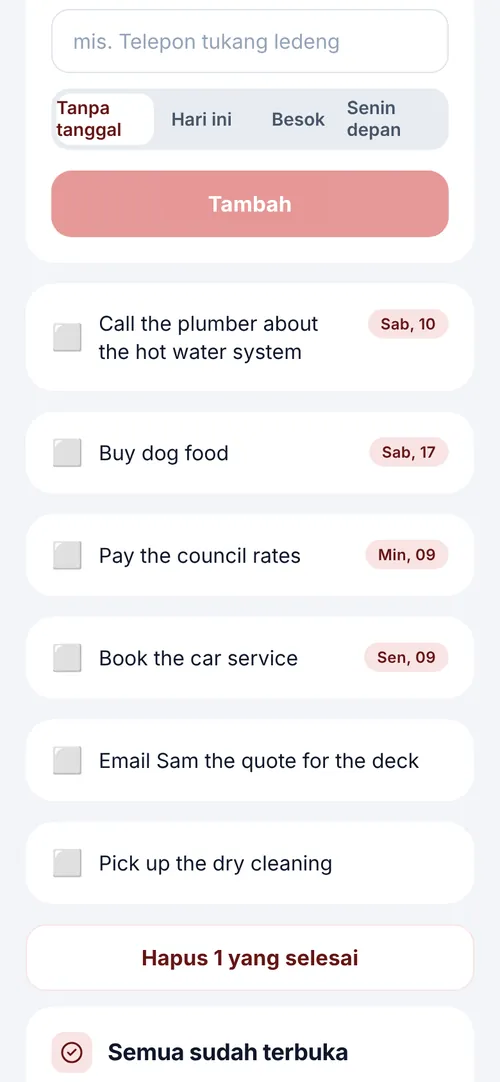 mis. Telepon tukang ledeng
Tanpa
tanggal
Hari ini
Besok
Senin
depan
Tambah
Call the plumber about
the hot water system
Sab, 10
Buy dog food
Sab, 17
Pay the council rates
Min, 09
Book the car service
Sen, 09
Email Sam the quote for the deck
Pick up the dry cleaning
Hapus 1 yang selesai
Semua sudah terbuka